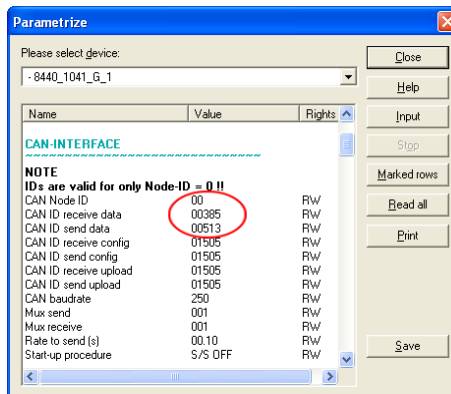 Parametrize
Please select device:
- 8440_1041_G_1
Close
Help
Input
Stop
Marked rows
Read all
Print
Save
Name Value Rights
CAN-INTERFACE
~~~~~~~~~~~~~~~~~~~~~~~~~~~~~~
NOTE
IDs are valid for only Node-ID = 0 !!
CAN Node ID 00 RW
CAN ID receive data 00385 RW
CAN ID send data 00513 RW
CAN ID receive config 01505 RW
CAN ID send config 01505 RW
CAN ID receive upload 01505 RW
CAN ID send upload 01505 RW
CAN baudrate 250 RW
Mux send 001 RW
Mux receive 001 RW
Rate to send (s) 00.10 RW
Start-up procedure S/S OFF RW